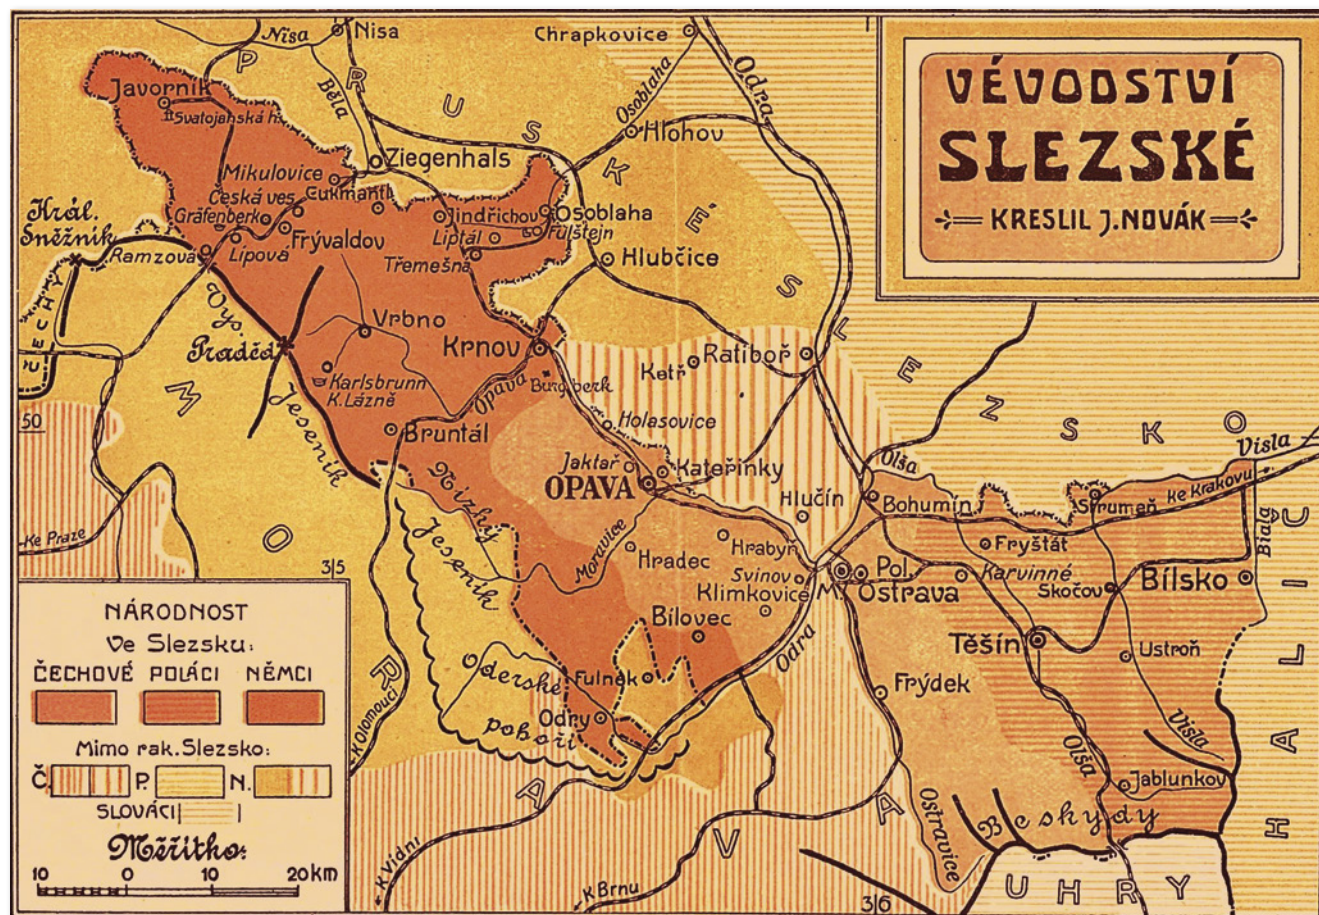 VÉVODSTVÍ
SLEZSKÉ
KRESLIL J. NOVÁK
Nisa
Nisa
Chrapkovice
Odra
Osoblaha
PRUSKÉ SLEZSKO
Javorník
Svatojanská h.
Běla
Hlohov
Ziegenhals
Mikulovice
Cukmantl
Česká ves
Gräfenberk
Jindřichov
Osoblaha
Fulštejn
Liptál
Král.
Sněžník
Ramzová
Lipová
Frývaldov
Třemešná
Hlubčice
ČECHY
Vys.
Praděd
Jeseník
Vrbno
Krnov
Ketř
Ratiboř
Karlsbrunn
K. Lázně
Opava
Burgberk
Holasovice
50
Bruntál
Jaktař
Kateřinky
OPAVA
Hlučín
Olša
Bohumín
Strumeň
ke Krakovu
Visla
Bialá
HALIČ
Nízký
Jeseník
Moravice
Hradec
Hrabyň
Svinov
Klimkovice
M.
Pol.
Ostrava
Fryštát
Karvinné
Skočov
Bílsko
Ke Praze
MORAVA
Bílovec
Odra
Těšín
Ustroň
Oderské
pohoří
Fulnek
Odry
Frýdek
Olša
Visla
Jablunkov
Ostravice
Beskydy
UHRY
K Olomouci
K Vídni
K Brnu
3|5
3|6
NÁRODNOST
Ve Slezsku:
ČECHOVÉ POLÁCI NĚMCI
Mimo rak. Slezsko:
Č. P. N.
SLOVÁCI
Měřítko:
10 0 10 20 km